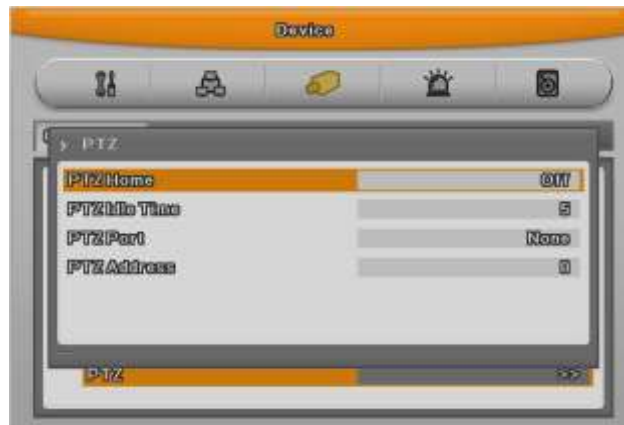 Device
PTZ
PTZ Home Off
PTZ Idle Time 5
PTZ Port None
PTZ Address 0
PTZ >>